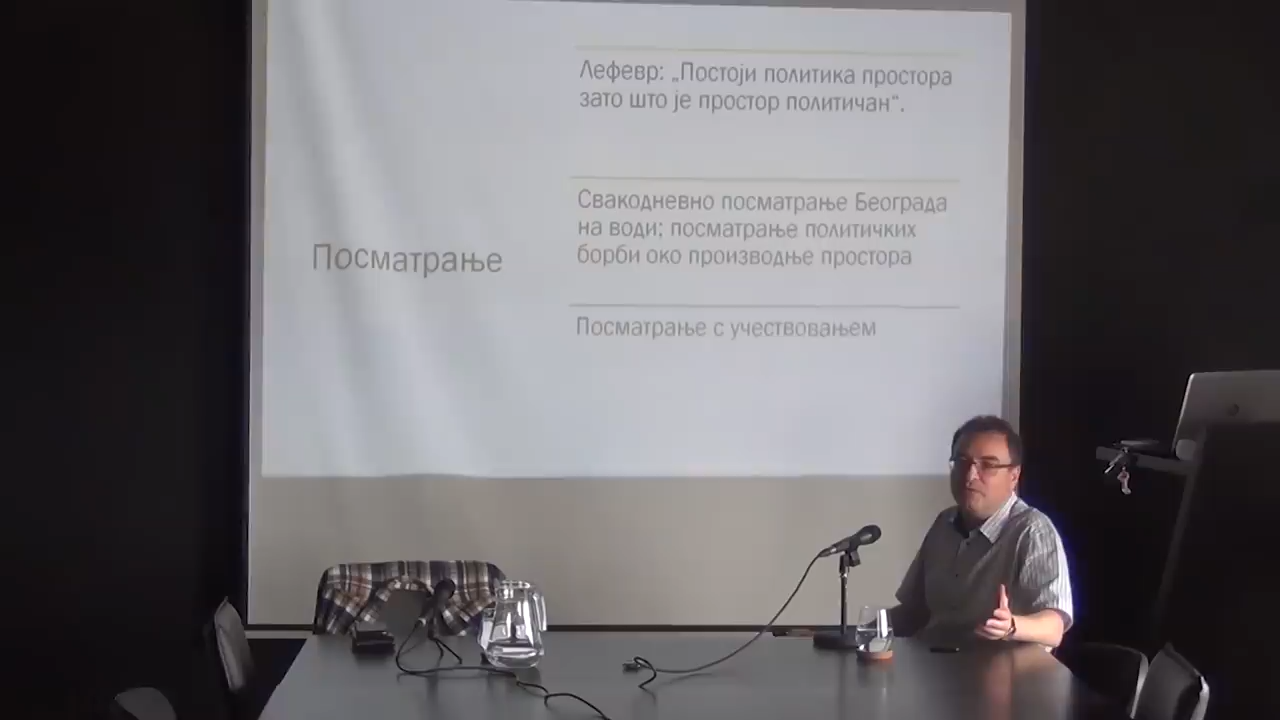 Посматрање
Лефевр: „Постоји политика простора
зато што је простор политичан“.
Свакодневно посматрање Београда
на води; посматрање политичких
борби око производње простора
Посматрање с учествовањем